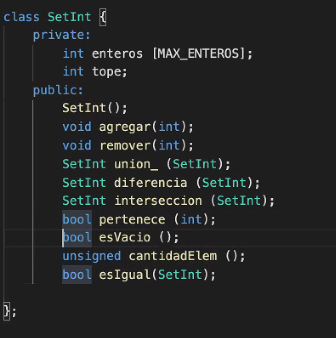 class SetInt {
private:
int enteros [MAX_ENTEROS];
int tope;
public:
SetInt();
void agregar(int);
void remover(int);
SetInt union_ (SetInt);
SetInt diferencia (SetInt);
SetInt interseccion (SetInt);
bool pertenece (int);
bool esVacio ();
unsigned cantidadElem ();
bool esIgual(SetInt);
};